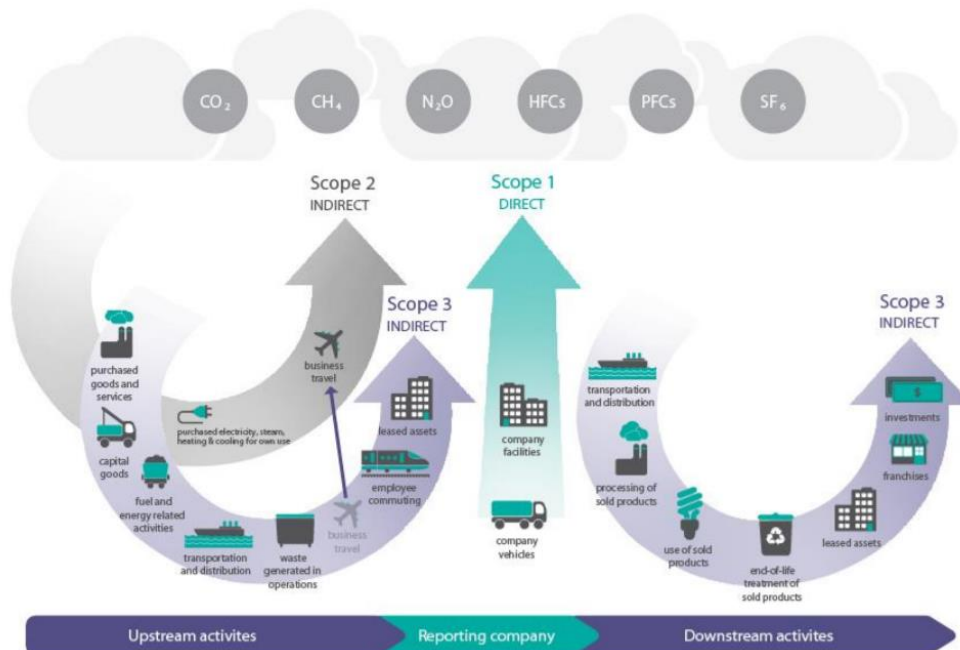 CO₂
CH₄
N₂O
HFCs
PFCs
SF₆
Scope 2
INDIRECT
Scope 1
DIRECT
Scope 3
INDIRECT
Scope 3
INDIRECT
purchased
goods and
services
capital
goods
fuel and
energy related
activities
purchased electricity, steam,
heating & cooling for own use
transportation
and distribution
waste
generated in
operations
business
travel
business
travel
employee
commuting
leased assets
company
facilities
company
vehicles
transportation
and distribution
processing of
sold products
use of sold
products
end-of-life
treatment of
sold products
leased assets
franchises
investments
$
Upstream activites
Reporting company
Downstream activites